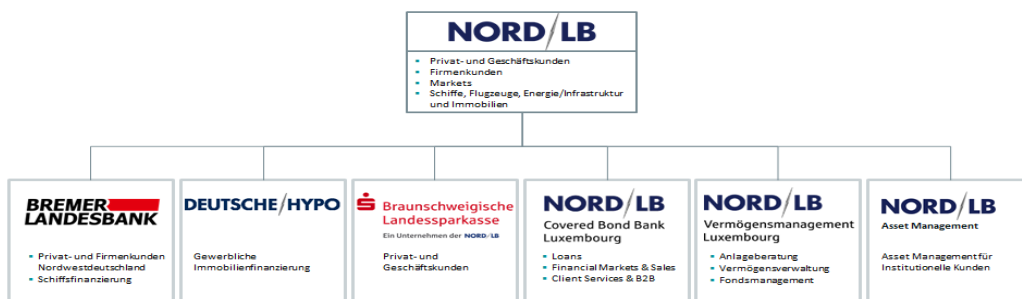 NORD/LB
▪ Privat- und Geschäftskunden
▪ Firmenkunden
▪ Markets
▪ Schiffe, Flugzeuge, Energie/Infrastruktur
und Immobilien
BREMER
LANDESBANK
▪ Privat- und Firmenkunden
Nordwestdeutschland
▪ Schiffsfinanzierung
DEUTSCHE/HYPO
Gewerbliche
Immobilienfinanzierung
Braunschweigische
Landessparkasse
Ein Unternehmen der NORD/LB
Privat- und
Geschäftskunden
NORD/LB
Covered Bond Bank
Luxembourg
▪ Loans
▪ Financial Markets & Sales
▪ Client Services & B2B
NORD/LB
Vermögensmanagement
Luxembourg
▪ Anlageberatung
▪ Vermögensverwaltung
▪ Fondsmanagement
NORD/LB
Asset Management
Asset Management für
Institutionelle Kunden